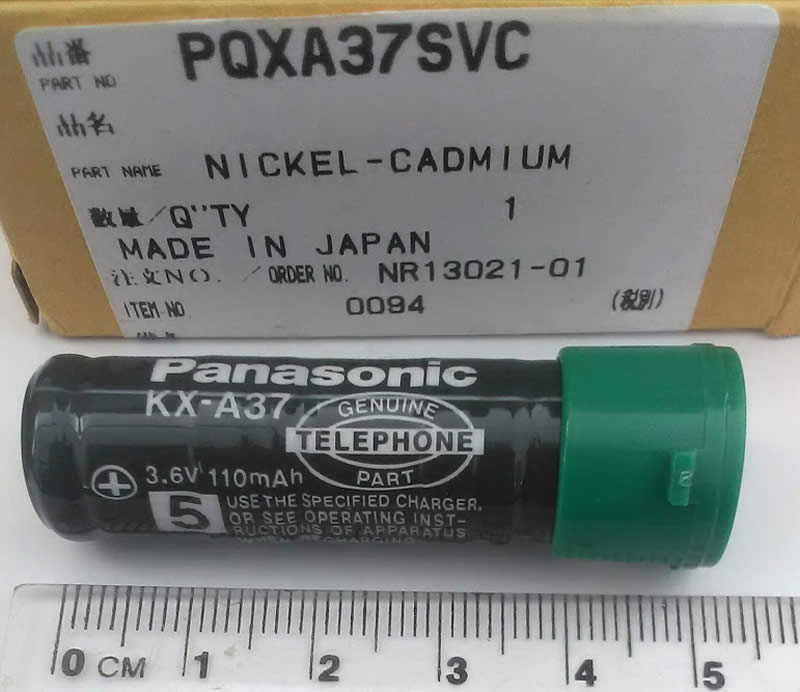 品番
PART NO
PQXA37SVC
品名
PART NAME
NICKEL-CADMIUM
数量/Q''TY
1
MADE IN JAPAN
注文NO. / ORDER NO.
NR13021-01
ITEM NO
0094
(税別)
Panasonic
KX-A37
GENUINE
TELEPHONE
PART
+
3.6V 110mAh
5
USE THE SPECIFIED CHARGER,
OR SEE OPERATING INST-
RUCTIONS OF APPARATUS
WHEN RECHARGING
0 CM 1 2 3 4 5